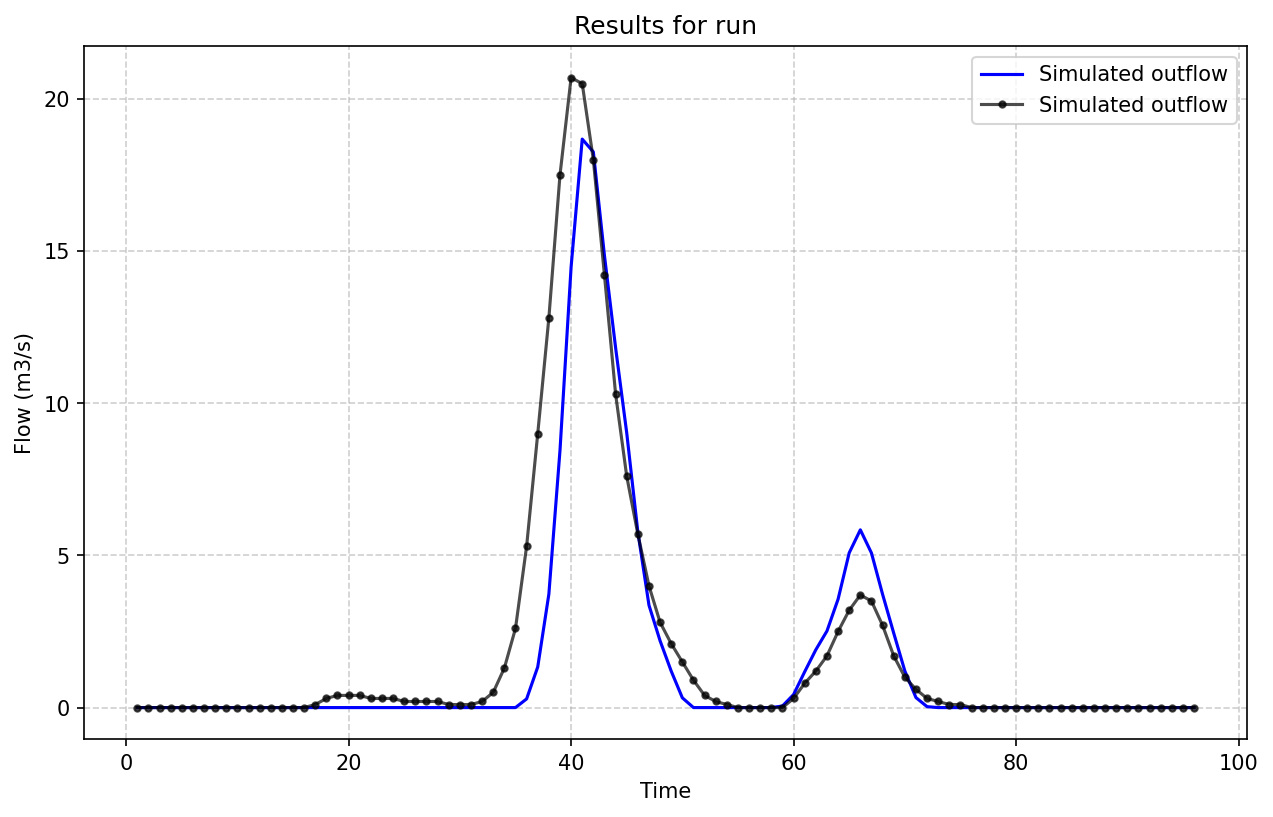 Results for run
Simulated outflow
Simulated outflow
Flow (m3/s)
20
15
10
5
0
0 20 40 60 80 100
Time